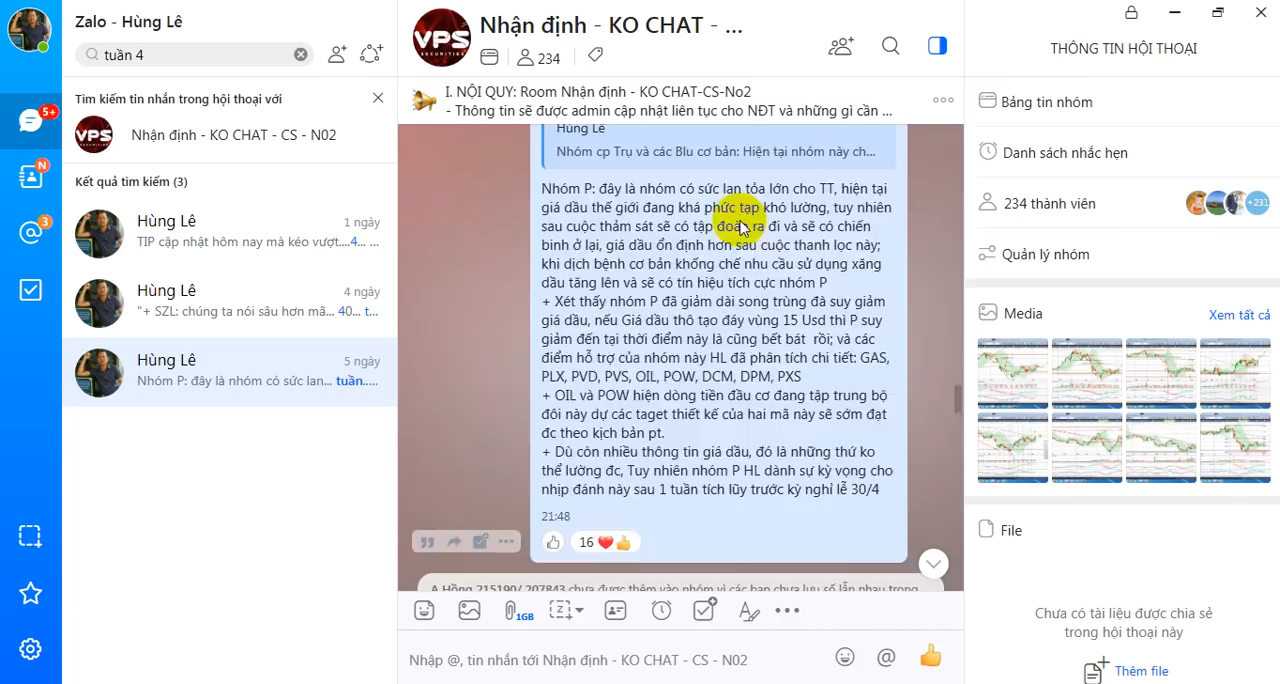 Zalo - Hùng Lê
tuần 4
Tìm kiếm tin nhắn trong hội thoại với
VPS
Nhận định - KO CHAT - CS - N02
Kết quả tìm kiếm (3)
Hùng Lê
1 ngày
TIP cập nhật hôm nay mà kéo vượt....4... ...
Hùng Lê
4 ngày
"+ SZL: chúng ta nói sâu hơn mã... 40... t...
Hùng Lê
5 ngày
Nhóm P: đây là nhóm có sức lan... tuần.....
5+
N
3
VPS
SECURITIES
Nhận định - KO CHAT - ...
234
I. NỘI QUY: Room Nhận định - KO CHAT-CS-No2
- Thông tin sẽ được admin cập nhật liên tục cho NĐT và những gì cần ...
Hùng Lê
Nhóm cp Trụ và các Blu cơ bản: Hiện tại nhóm này ch...
Nhóm P: đây là nhóm có sức lan tỏa lớn cho TT, hiện tại
giá dầu thế giới đang khá phức tạp khó lường, tuy nhiên
sau cuộc thảm sát sẽ có tập đoàn ra đi và sẽ có chiến
binh ở lại, giá dầu ổn định hơn sau cuộc thanh lọc này;
khi dịch bệnh cơ bản khống chế nhu cầu sử dụng xăng
dầu tăng lên và sẽ có tín hiệu tích cực nhóm P
+ Xét thấy nhóm P đã giảm dài song trùng đà suy giảm
giá dầu, nếu Giá dầu thô tạo đáy vùng 15 Usd thì P suy
giảm đến tại thời điểm này là cũng bết bát  rồi; và các
điểm hỗ trợ của nhóm này HL đã phân tích chi tiết: GAS,
PLX, PVD, PVS, OIL, POW, DCM, DPM, PXS
+ OIL và POW hiện dòng tiền đầu cơ đang tập trung bộ
đôi này dự các taget thiết kế của hai mã này sẽ sớm đạt
đc theo kịch bản pt.
+ Dù còn nhiều thông tin giá dầu, đó là những thứ ko
thể lường đc, Tuy nhiên nhóm P HL dành sự kỳ vọng cho
nhịp đánh này sau 1 tuần tích lũy trước kỳ nghỉ lễ 30/4
21:48
16
A Hồng 215190/ 207843 chưa được thêm vào nhóm vì các bạn chưa lưu số lẫn nhau trong
1GB
Nhập @, tin nhắn tới Nhận định - KO CHAT - CS - N02
THÔNG TIN HỘI THOẠI
Bảng tin nhóm
Danh sách nhắc hẹn
234 thành viên
+231
Quản lý nhóm
Media
Xem tất cả
File
Chưa có tài liệu được chia sẻ
trong hội thoại này
Thêm file